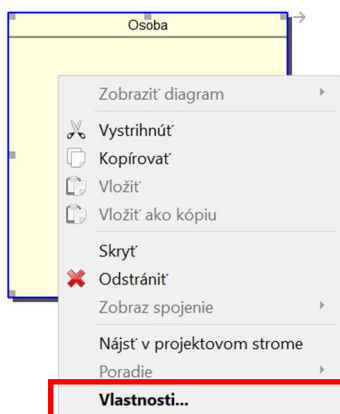 Osoba
Zobraziť diagram
Vystrihnúť
Kopírovať
Vložiť
Vložiť ako kópiu
Skryť
Odstrániť
Zobraz spojenie
Nájsť v projektovom strome
Poradie
Vlastnosti...